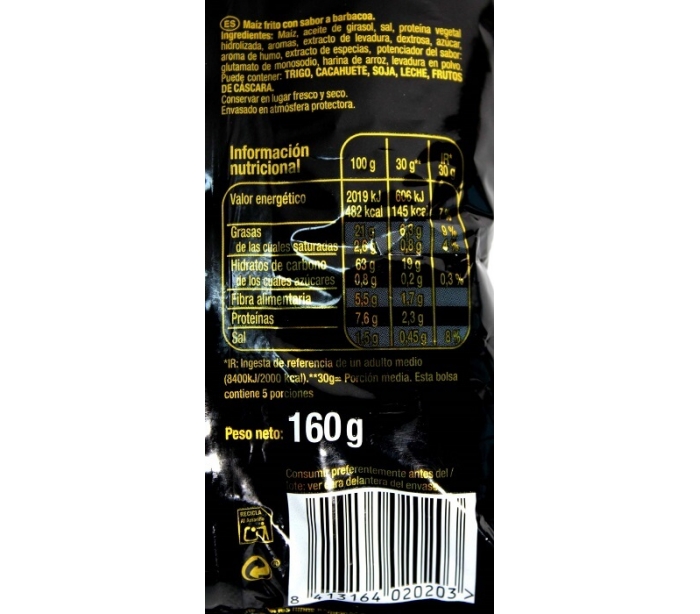 ES Maíz frito con sabor a barbacoa.
Ingredientes: Maíz, aceite de girasol, sal, proteína vegetal
hidrolizada, aromas, extracto de levadura, dextrosa, azúcar,
aroma de humo, extracto de especias, potenciador del sabor:
glutamato de monosodio, harina de arroz, levadura en polvo.
Puede contener: TRIGO, CACAHUETE, SOJA, LECHE, FRUTOS
DE CÁSCARA.
Conservar en lugar fresco y seco.
Envasado en atmósfera protectora.
Información
nutricional 100 g 30 g** IR* 30 g
Valor energético 2019 kJ 606 kJ
482 kcal 145 kcal
Grasas 21 g 6,3 g 9 %
de las cuales saturadas 2,6 g 0,8 g 4 %
Hidratos de carbono 63 g 19 g
de los cuales azúcares 0,8 g 0,2 g 0,3 %
Fibra alimentaria 5,5 g 1,7 g
Proteínas 7,6 g 2,3 g
Sal 1,5 g 0,45 g 8 %
*IR: Ingesta de referencia de un adulto medio
(8400kJ/2000 kcal).**30g= Porción media. Esta bolsa
contiene 5 porciones
Peso neto: 160 g
Consumir preferentemente antes del /
lote: ver cara delantera del envase
RECICLA
Al Amarillo
8 413164 020203 >